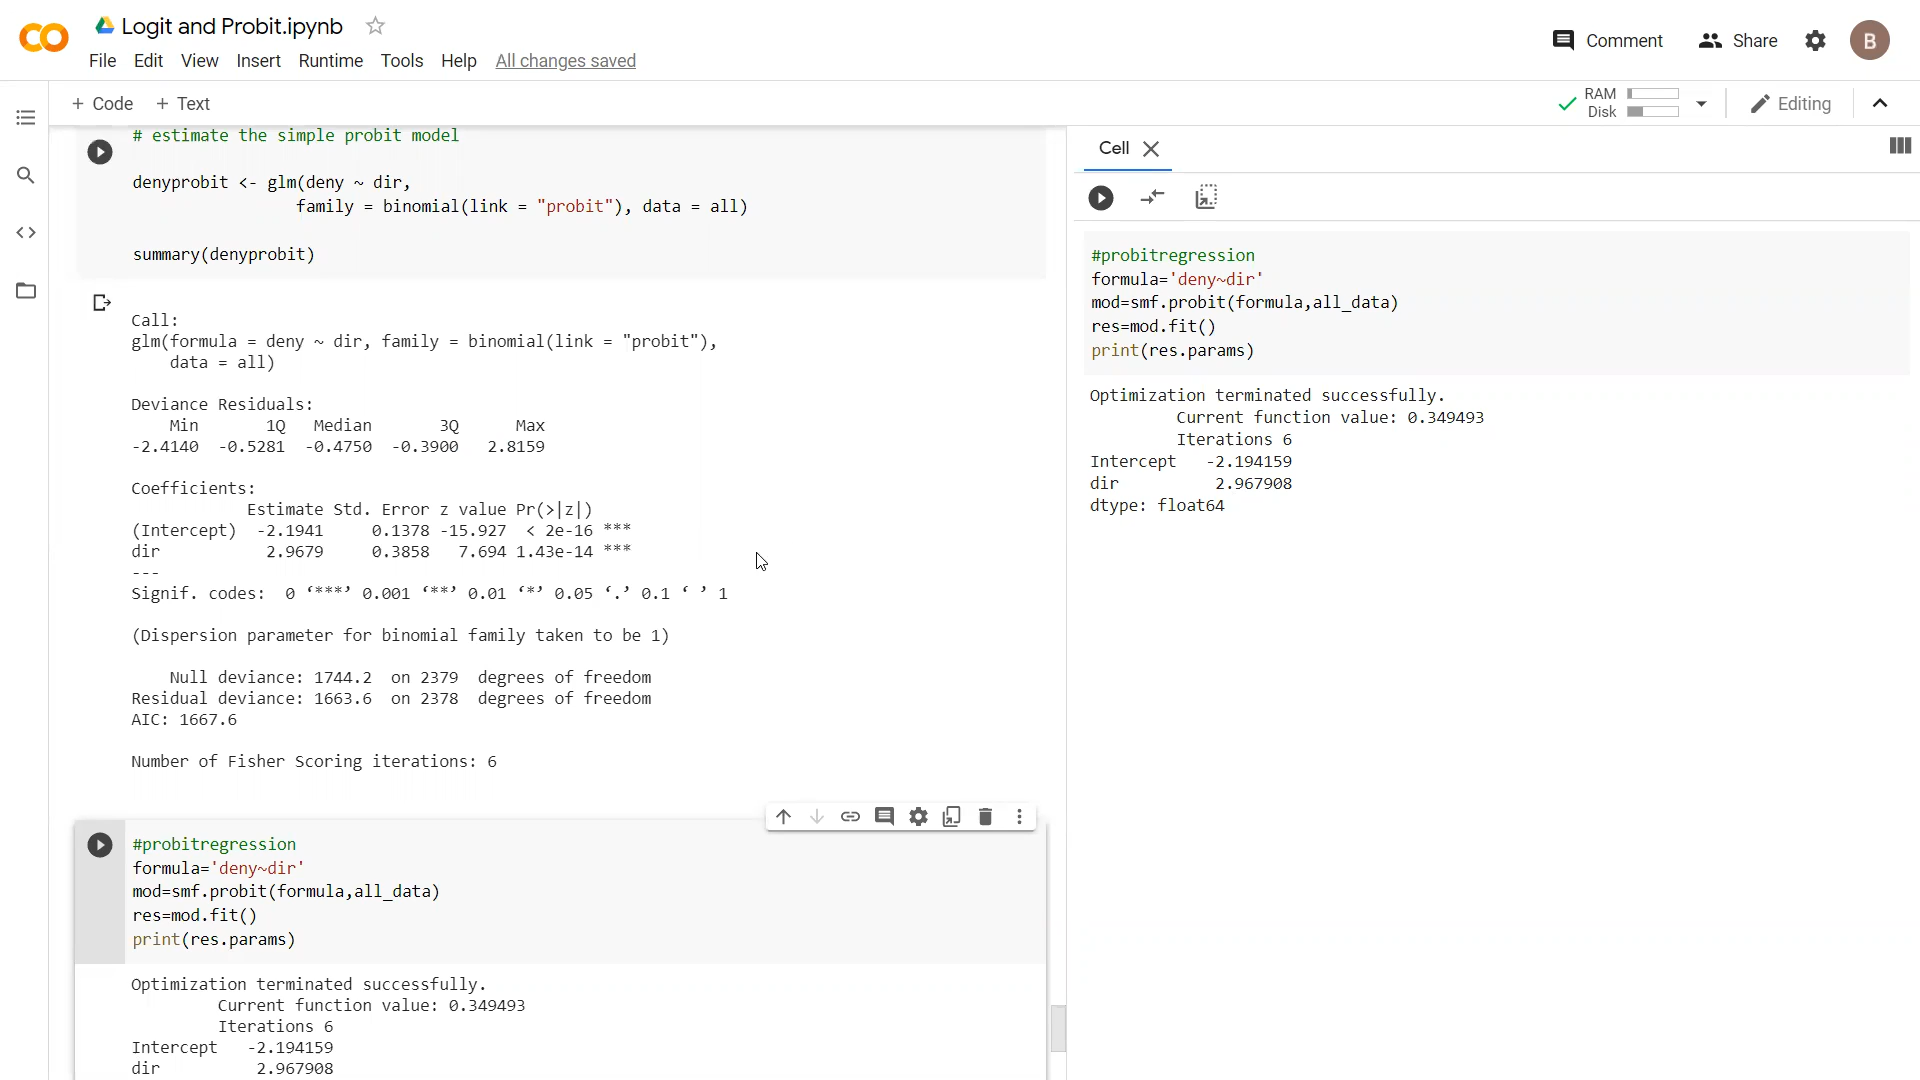 Logit and Probit.ipynb
File Edit View Insert Runtime Tools Help All changes saved
Comment Share B
+ Code + Text
RAM
Disk
Editing
# estimate the simple probit model
denyprobit <- glm(deny ~ dir,
family = binomial(link = "probit"), data = all)
summary(denyprobit)
Call:
glm(formula = deny ~ dir, family = binomial(link = "probit"),
data = all)
Deviance Residuals:
Min 1Q Median 3Q Max
-2.4140 -0.5281 -0.4750 -0.3900 2.8159
Coefficients:
Estimate Std. Error z value Pr(>|z|)
(Intercept) -2.1941 0.1378 -15.927 < 2e-16 ***
dir 2.9679 0.3858 7.694 1.43e-14 ***
---
Signif. codes: 0 ‘***’ 0.001 ‘**’ 0.01 ‘*’ 0.05 ‘.’ 0.1 ‘ ’ 1
(Dispersion parameter for binomial family taken to be 1)
Null deviance: 1744.2 on 2379 degrees of freedom
Residual deviance: 1663.6 on 2378 degrees of freedom
AIC: 1667.6
Number of Fisher Scoring iterations: 6
#probitregression
formula='deny~dir'
mod=smf.probit(formula,all_data)
res=mod.fit()
print(res.params)
Optimization terminated successfully.
Current function value: 0.349493
Iterations 6
Intercept -2.194159
dir 2.967908
Cell
#probitregression
formula='deny~dir'
mod=smf.probit(formula,all_data)
res=mod.fit()
print(res.params)
Optimization terminated successfully.
Current function value: 0.349493
Iterations 6
Intercept -2.194159
dir 2.967908
dtype: float64